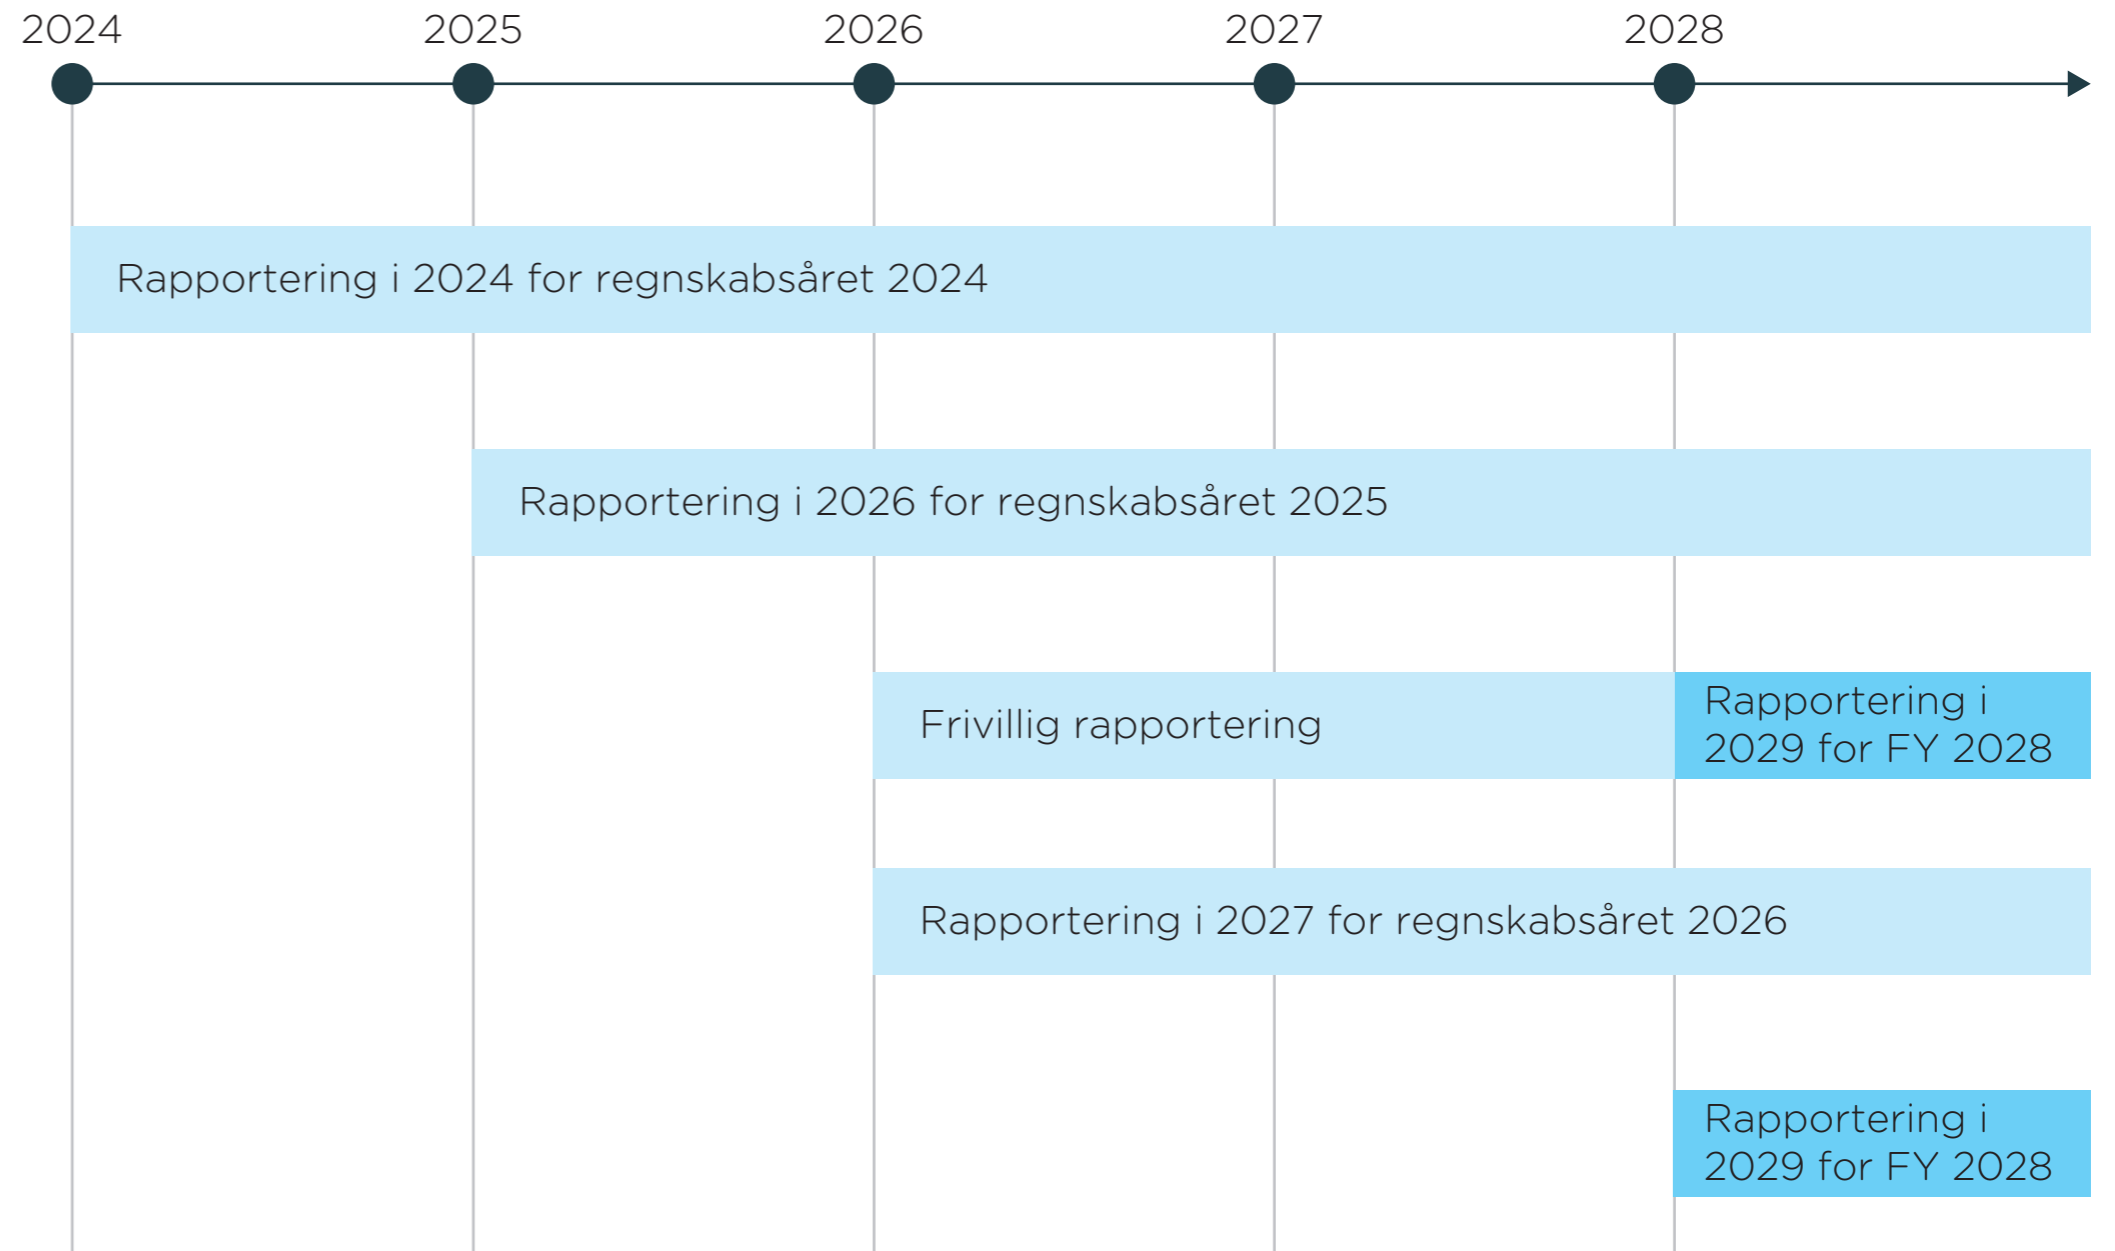 2024 2025 2026 2027 2028
Rapportering i 2024 for regnskabsåret 2024
Rapportering i 2026 for regnskabsåret 2025
Frivillig rapportering
Rapportering i
2029 for FY 2028
Rapportering i 2027 for regnskabsåret 2026
Rapportering i
2029 for FY 2028